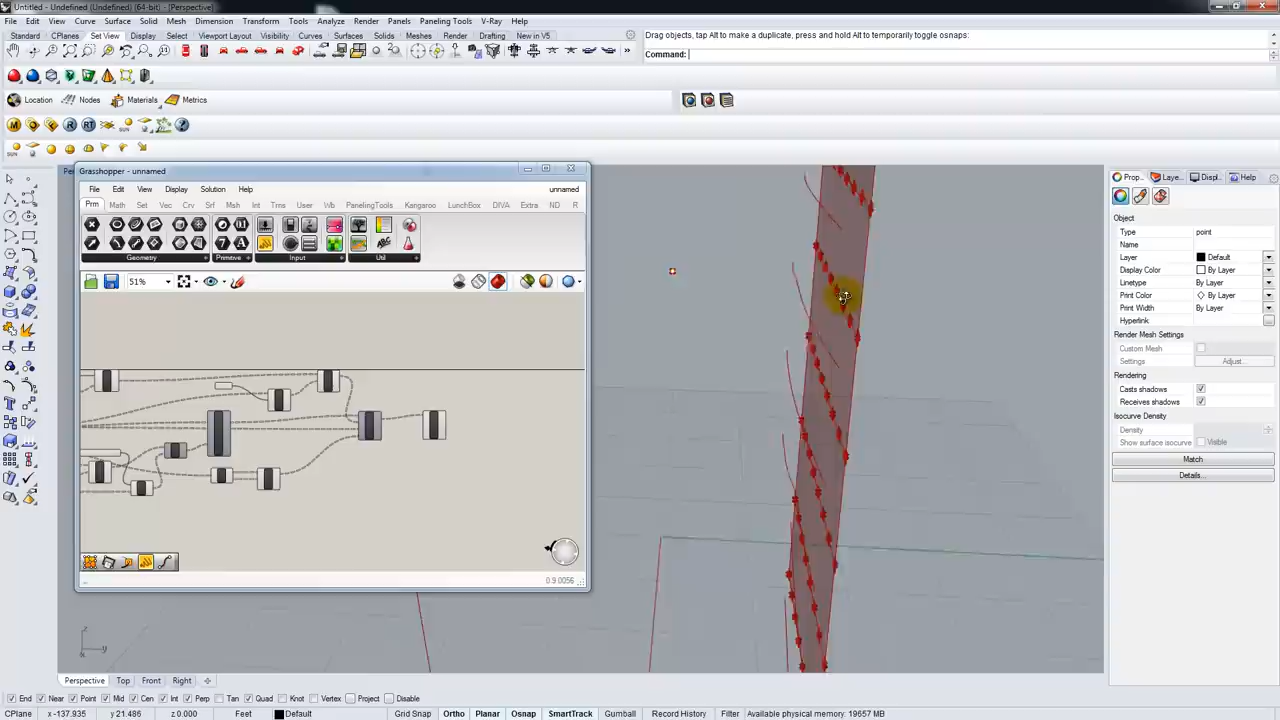 Untitled - Undefined (Undefined) (64-bit) - [Perspective]
File Edit View Curve Surface Solid Mesh Dimension Transform Tools Analyze Render Panels Paneling Tools V-Ray Help
Standard CPlanes Set View Display Select Viewport Layout Visibility Curves Surfaces Solids Meshes Render Drafting New in V5
Drag objects, tap Alt to make a duplicate, press and hold Alt to temporarily toggle osnaps:
Command:
Location Nodes Materials Metrics
Grasshopper - unnamed
File Edit View Display Solution Help unnamed
Prm Math Set Vec Crv Srf Msh Int Trns User Wb PanelingTools Kangaroo LunchBox DIVA Extra ND R
Geometry Primitive Input Util
51%
0.9.0056
Prop... Laye... Displ... Help
Object
Type point
Name
Layer Default
Display Color By Layer
Linetype By Layer
Print Color By Layer
Print Width By Layer
Hyperlink
Render Mesh Settings
Custom Mesh
Settings Adjust...
Rendering
Casts shadows
Receives shadows
Isocurve Density
Density
Show surface isocurve Visible
Match
Details...
z
y
Perspective Top Front Right
End Near Point Mid Cen Int Perp Tan Quad Knot Vertex Project Disable
CPlane x -137.935 y 21.486 z 0.000 Feet Default Grid Snap Ortho Planar Osnap SmartTrack Gumball Record History Filter Available physical memory: 19657 MB